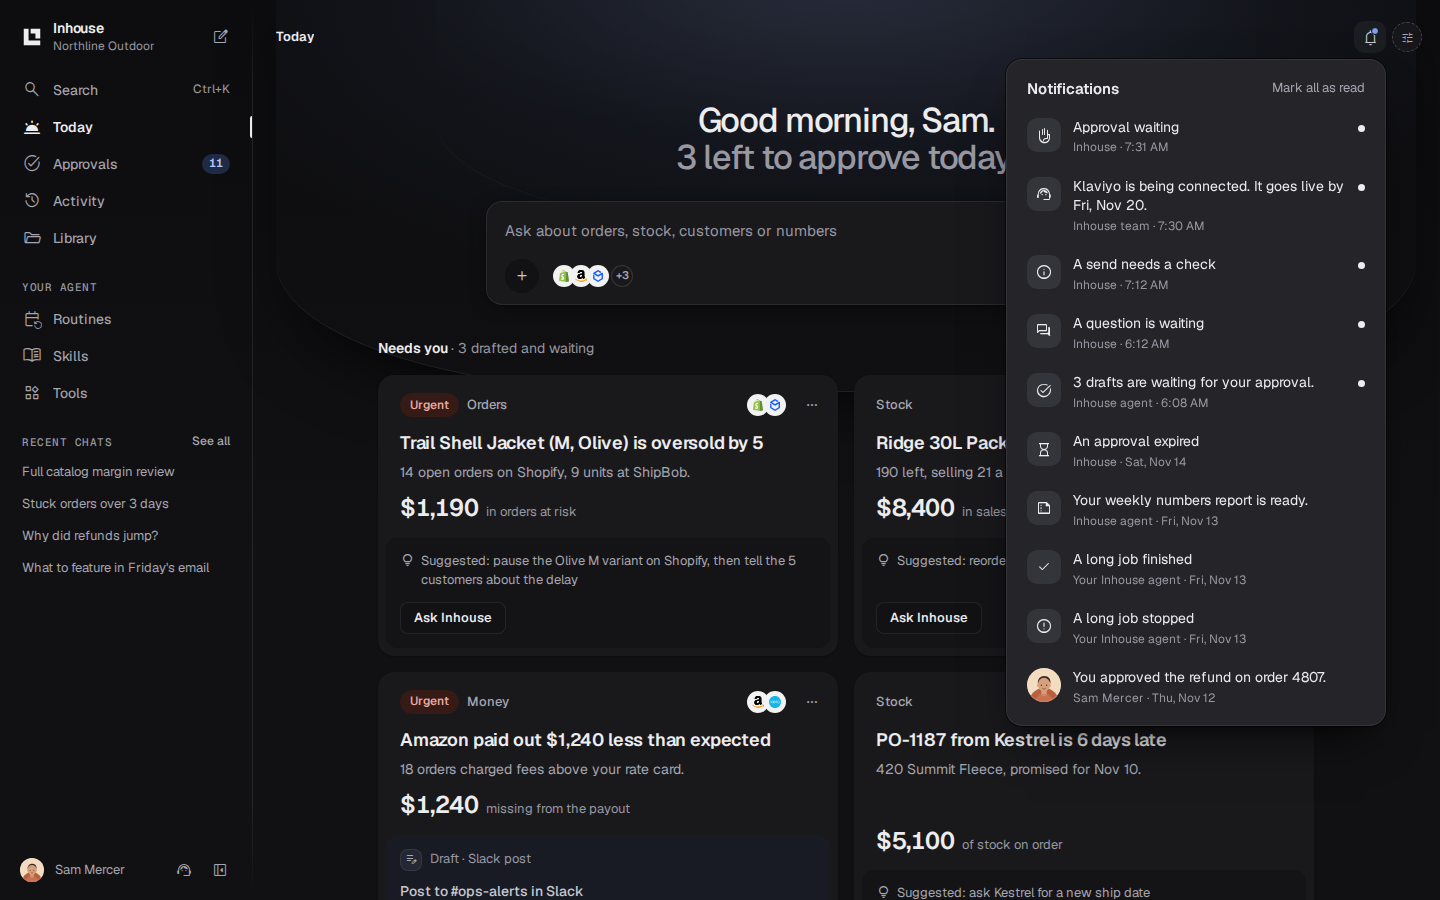 Inhouse
Northline Outdoor
Search
Ctrl+K
Today
Approvals
11
Activity
Library
YOUR AGENT
Routines
Skills
Tools
RECENT CHATS
See all
Full catalog margin review
Stuck orders over 3 days
Why did refunds jump?
What to feature in Friday's email
Sam Mercer
Today
Good morning, Sam.
3 left to approve today
Ask about orders, stock, customers or numbers
+3
Needs you · 3 drafted and waiting
Urgent
Orders
Trail Shell Jacket (M, Olive) is oversold by 5
14 open orders on Shopify, 9 units at ShipBob.
$1,190 in orders at risk
Suggested: pause the Olive M variant on Shopify, then tell the 5
customers about the delay
Ask Inhouse
Stock
Ridge 30L Pack
190 left, selling 21 a
$8,400 in sales
Suggested: reorde
Ask Inhouse
Urgent
Money
Amazon paid out $1,240 less than expected
18 orders charged fees above your rate card.
$1,240 missing from the payout
Draft · Slack post
Post to #ops-alerts in Slack
Stock
PO-1187 from Kestrel is 6 days late
420 Summit Fleece, promised for Nov 10.
$5,100 of stock on order
Suggested: ask Kestrel for a new ship date
Notifications
Mark all as read
Approval waiting
Inhouse · 7:31 AM
Klaviyo is being connected. It goes live by
Fri, Nov 20.
Inhouse team · 7:30 AM
A send needs a check
Inhouse · 7:12 AM
A question is waiting
Inhouse · 6:12 AM
3 drafts are waiting for your approval.
Inhouse agent · 6:08 AM
An approval expired
Inhouse · Sat, Nov 14
Your weekly numbers report is ready.
Inhouse agent · Fri, Nov 13
A long job finished
Your Inhouse agent · Fri, Nov 13
A long job stopped
Your Inhouse agent · Fri, Nov 13
You approved the refund on order 4807.
Sam Mercer · Thu, Nov 12